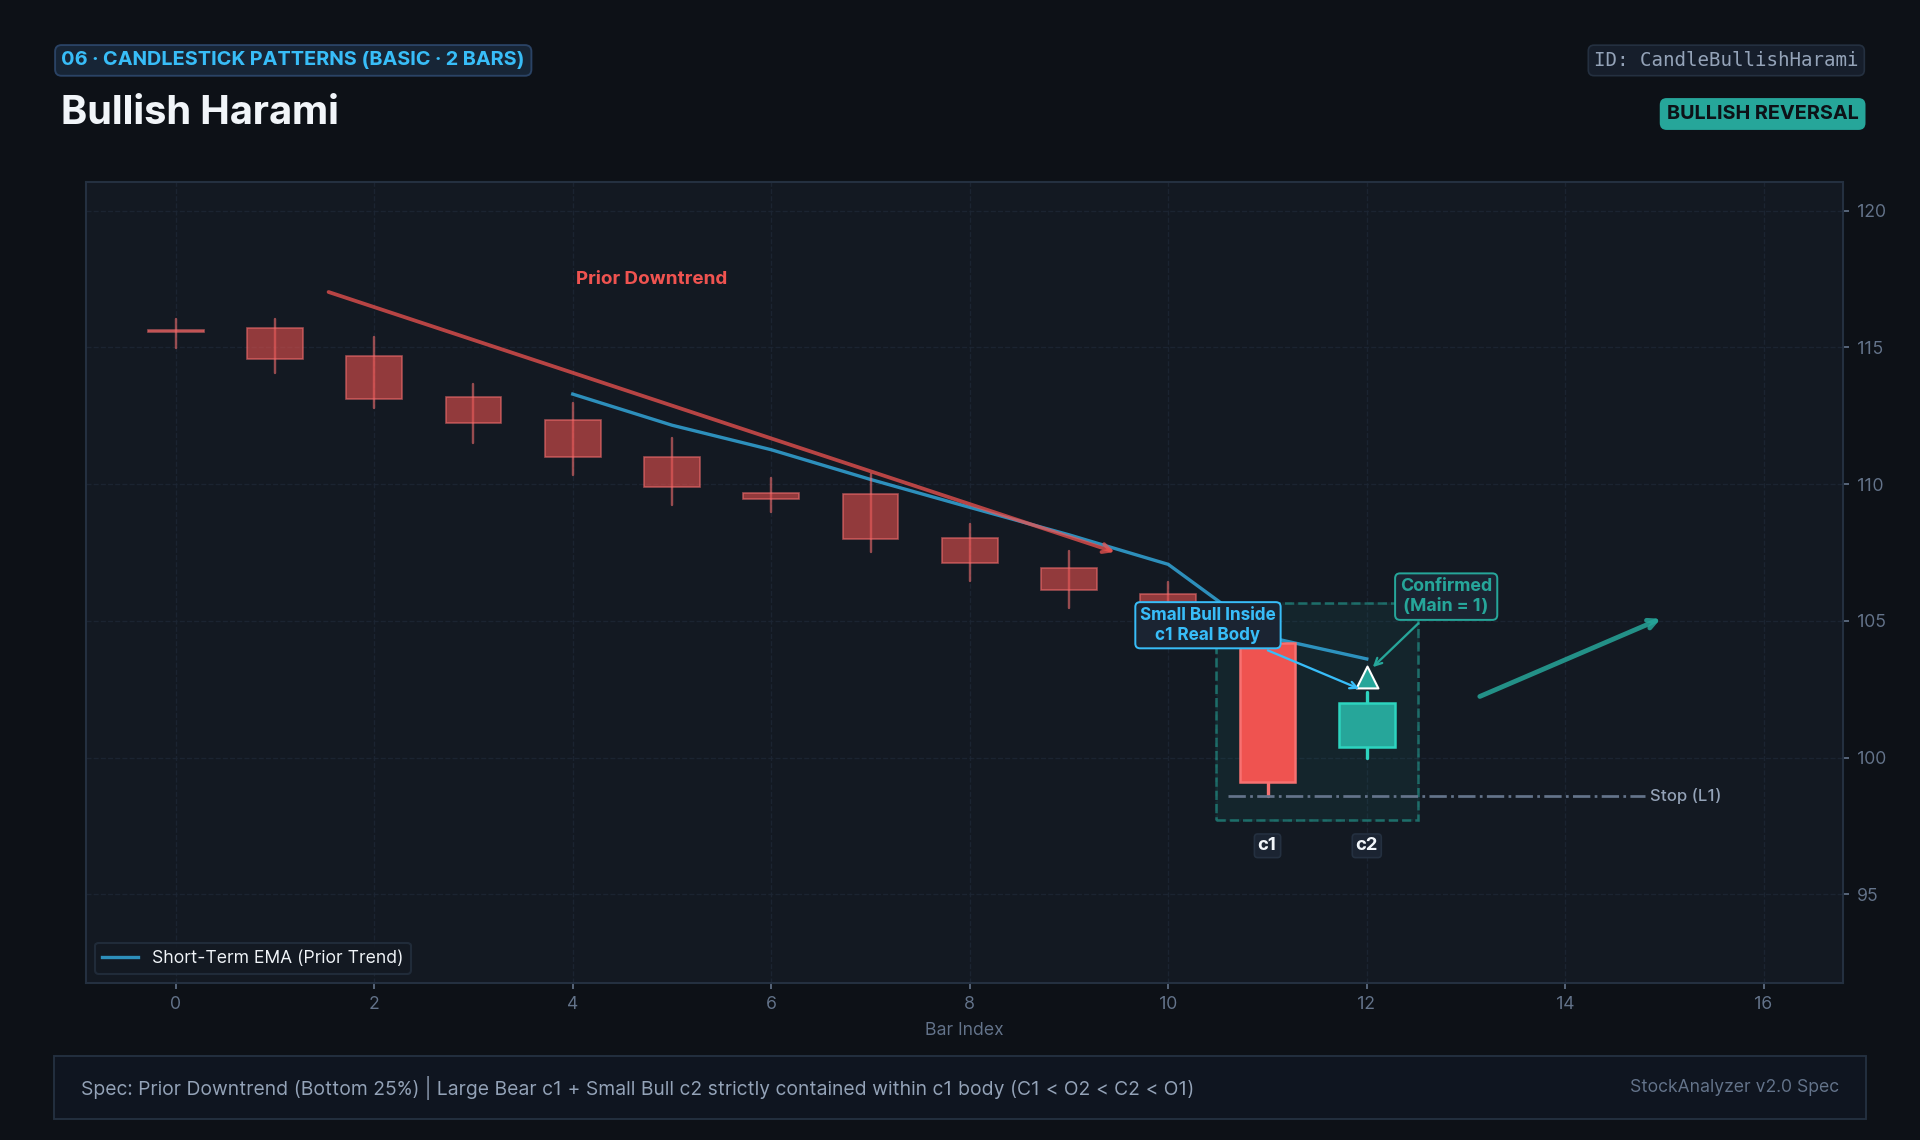 06 · CANDLESTICK PATTERNS (BASIC · 2 BARS)
ID: CandleBullishHarami
Bullish Harami
BULLISH REVERSAL
120
Prior Downtrend
115
110
Confirmed
(Main = 1)
Small Bull Inside
c1 Real Body
105
100
Stop (L1)
c1
c2
95
Short-Term EMA (Prior Trend)
0
2
4
6
8
10
12
14
16
Bar Index
Spec: Prior Downtrend (Bottom 25%) | Large Bear c1 + Small Bull c2 strictly contained within c1 body (C1 < O2 < C2 < O1)
StockAnalyzer v2.0 Spec